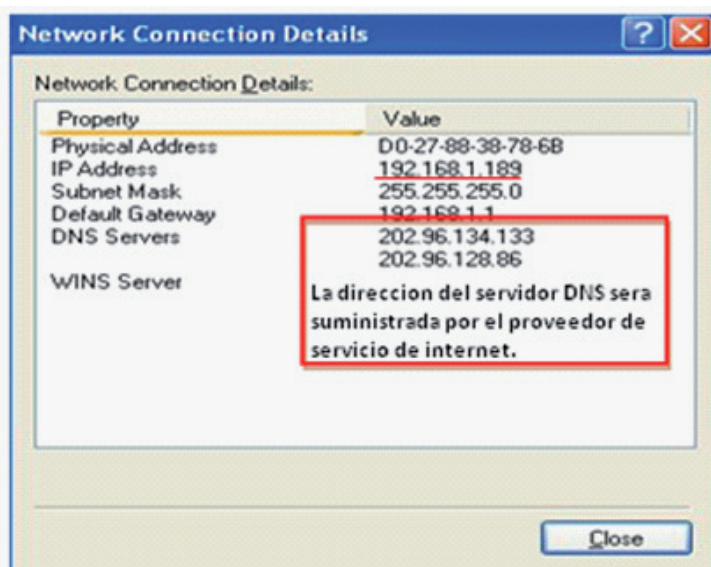 Network Connection Details
Network Connection Details:
Property Value
Physical Address D0-27-88-38-78-6B
IP Address 192.168.1.189
Subnet Mask 255.255.255.0
Default Gateway 192.168.1.1
DNS Servers 202.96.134.133
202.96.128.86
WINS Server
La direccion del servidor DNS sera
suministrada por el proveedor de
servicio de internet.
Close